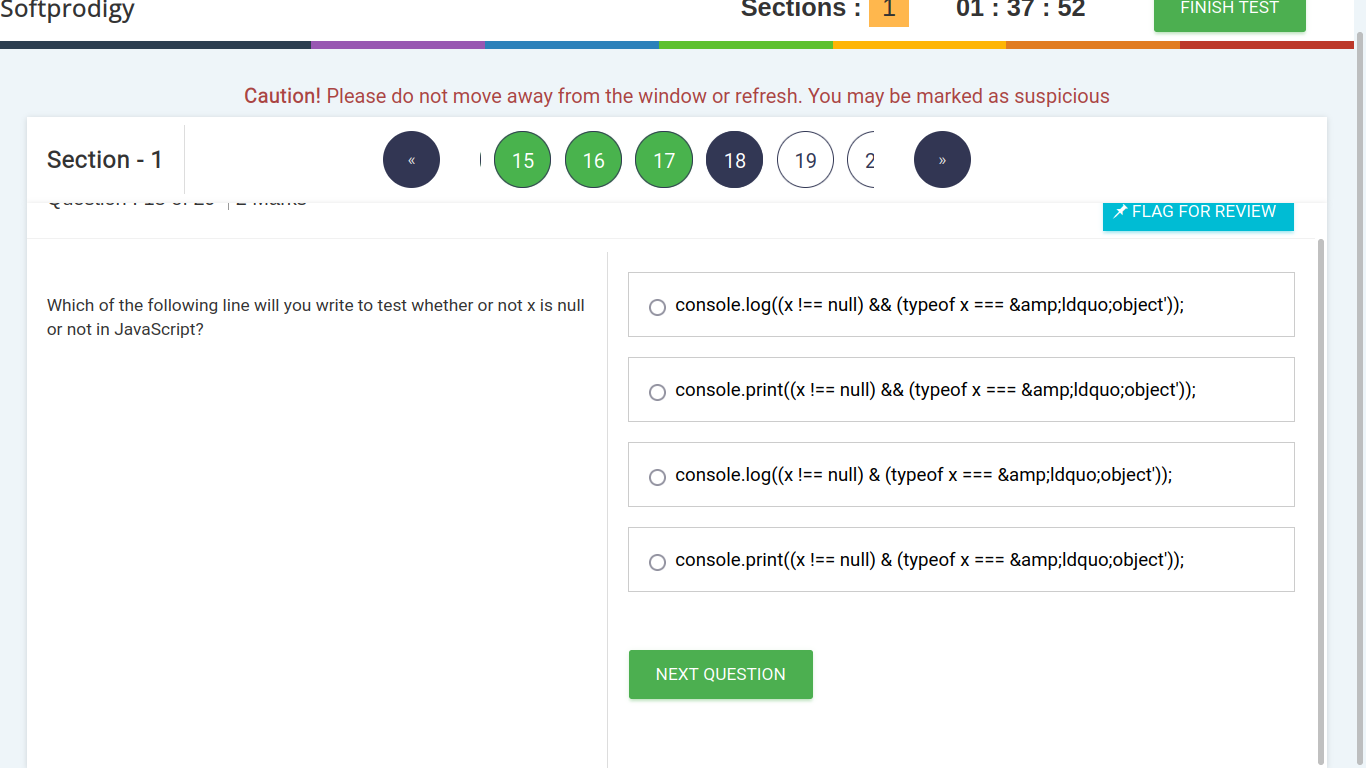 Softprodigy
Sections : 1
01 : 37 : 52
FINISH TEST
Caution! Please do not move away from the window or refresh. You may be marked as suspicious
Section - 1
«
15
16
17
18
19
2
»
FLAG FOR REVIEW
Which of the following line will you write to test whether or not x is null
or not in JavaScript?
console.log((x !== null) && (typeof x === &amp;ldquo;object'));
console.print((x !== null) && (typeof x === &amp;ldquo;object'));
console.log((x !== null) & (typeof x === &amp;ldquo;object'));
console.print((x !== null) & (typeof x === &amp;ldquo;object'));
NEXT QUESTION